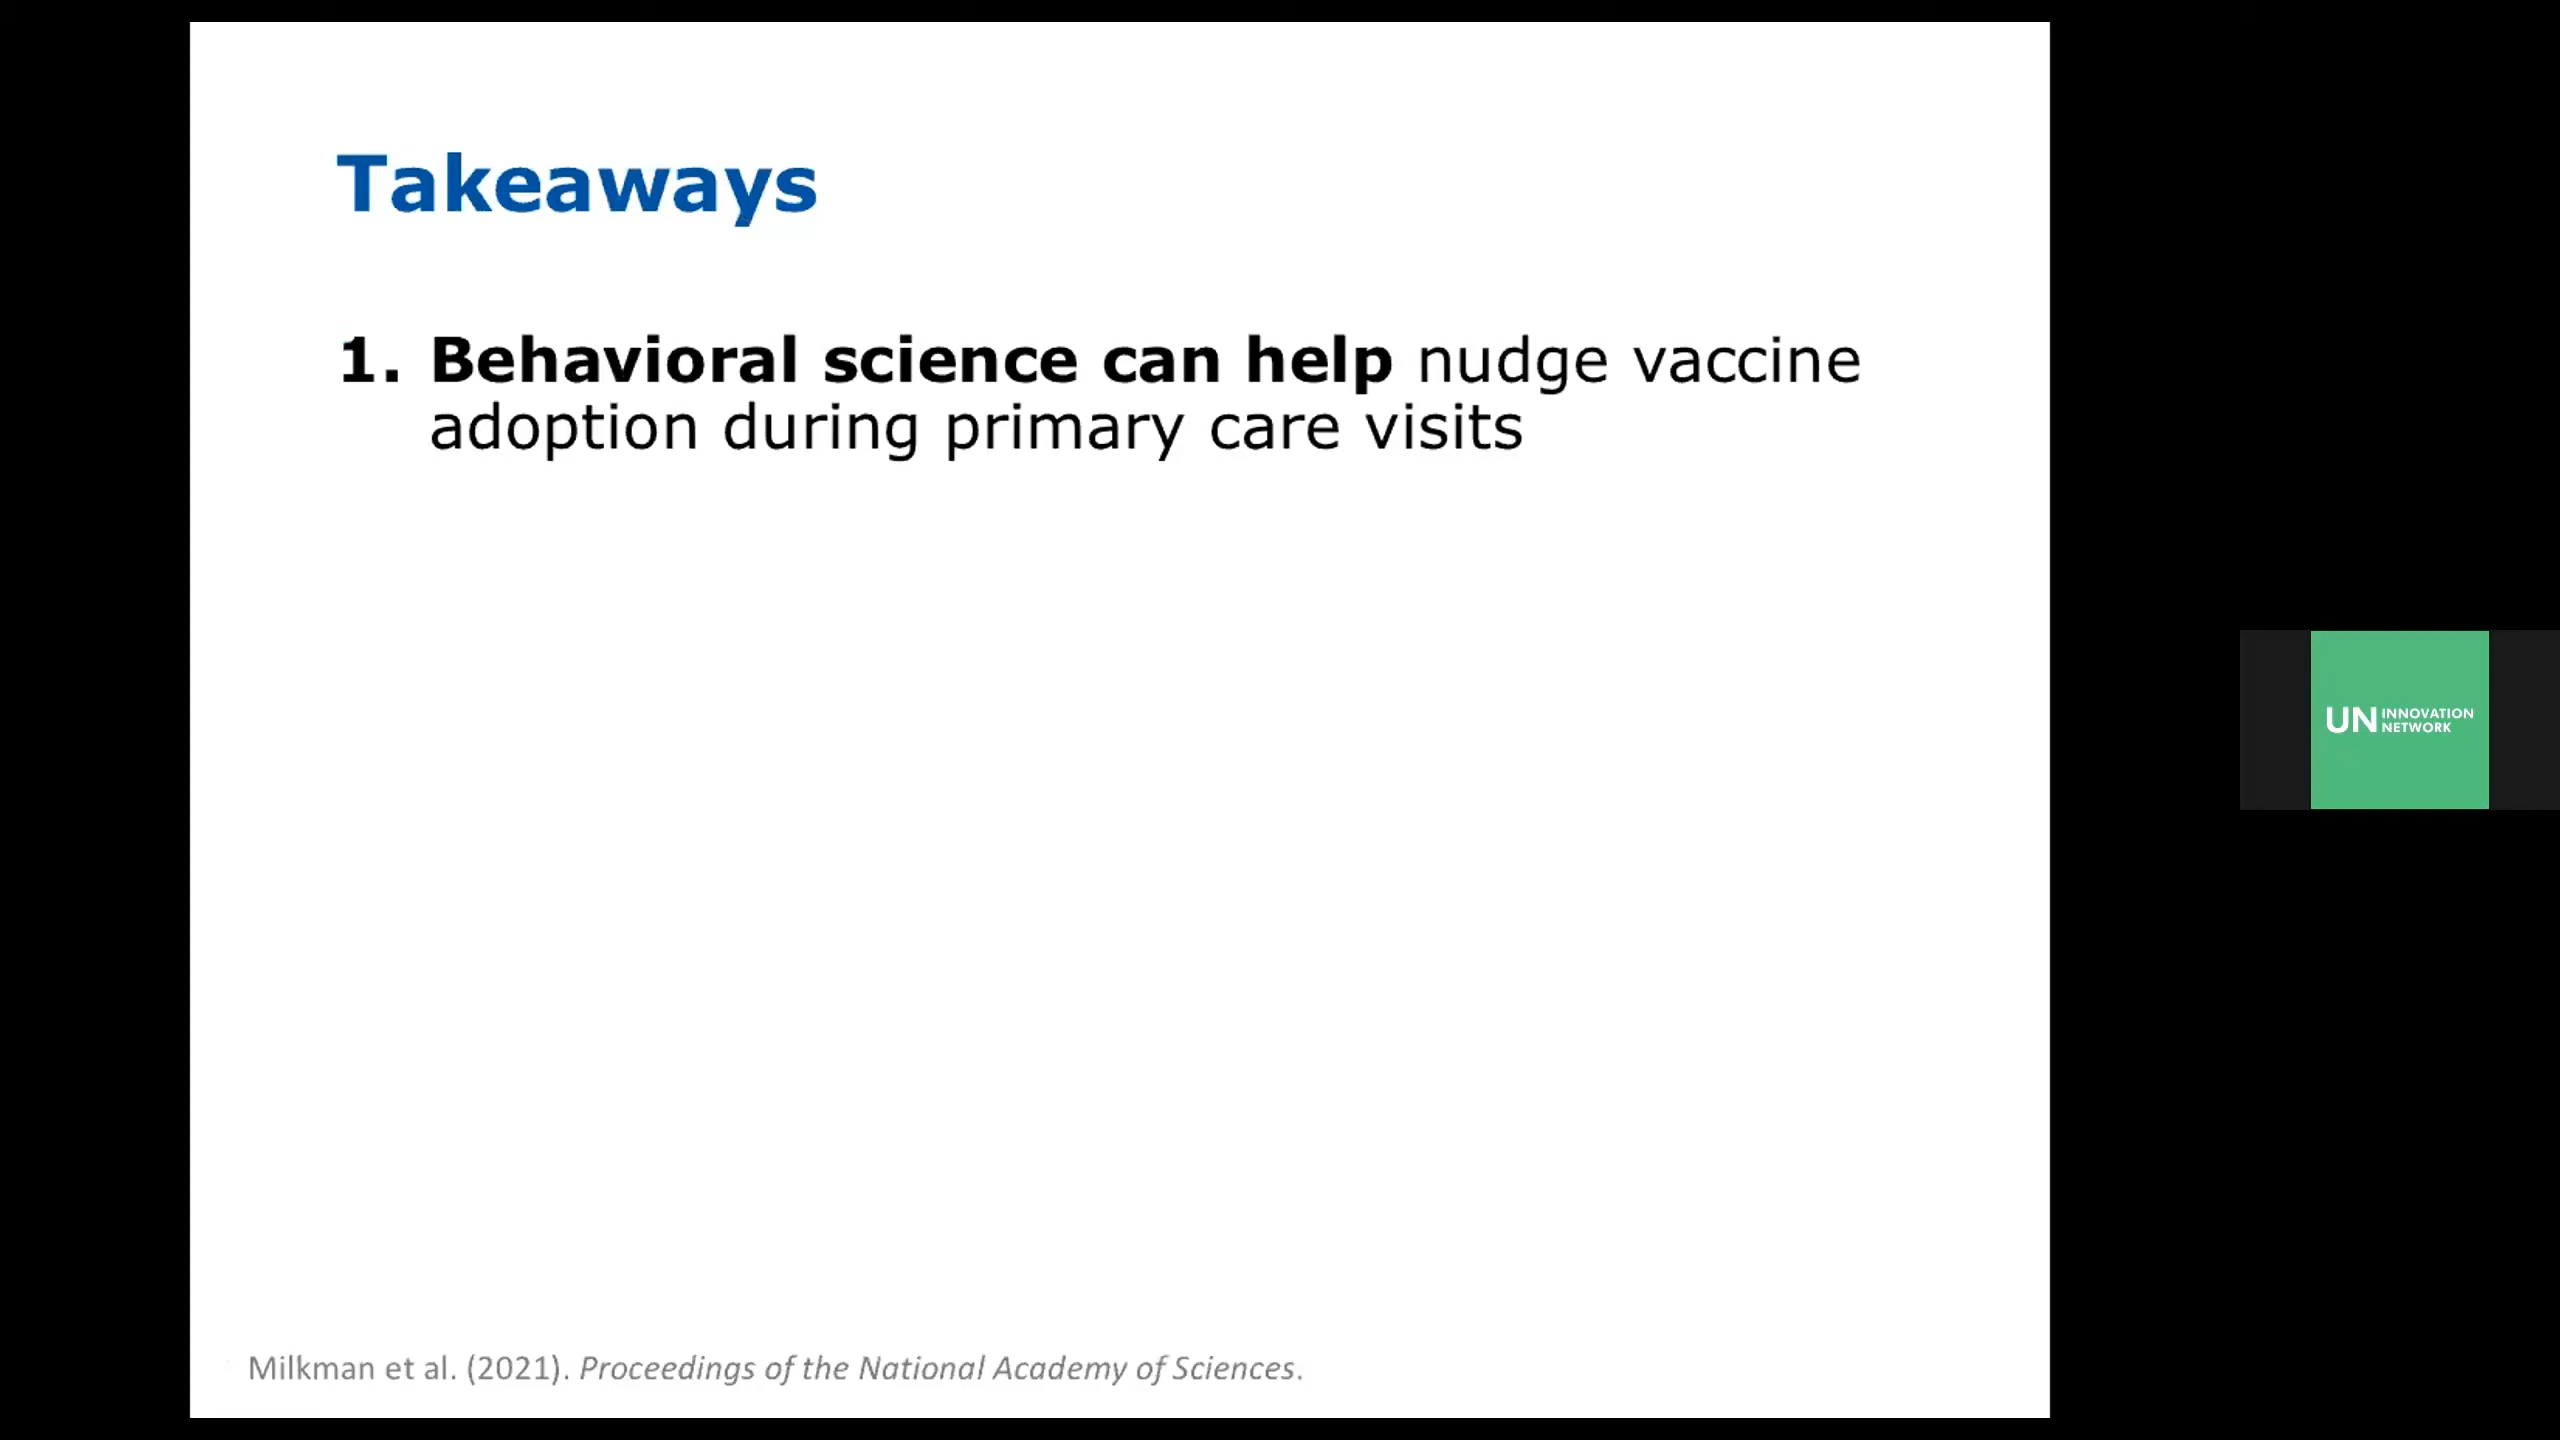 Takeaways
1. Behavioral science can help nudge vaccine
adoption during primary care visits
UN INNOVATION
NETWORK
Milkman et al. (2021). Proceedings of the National Academy of Sciences.